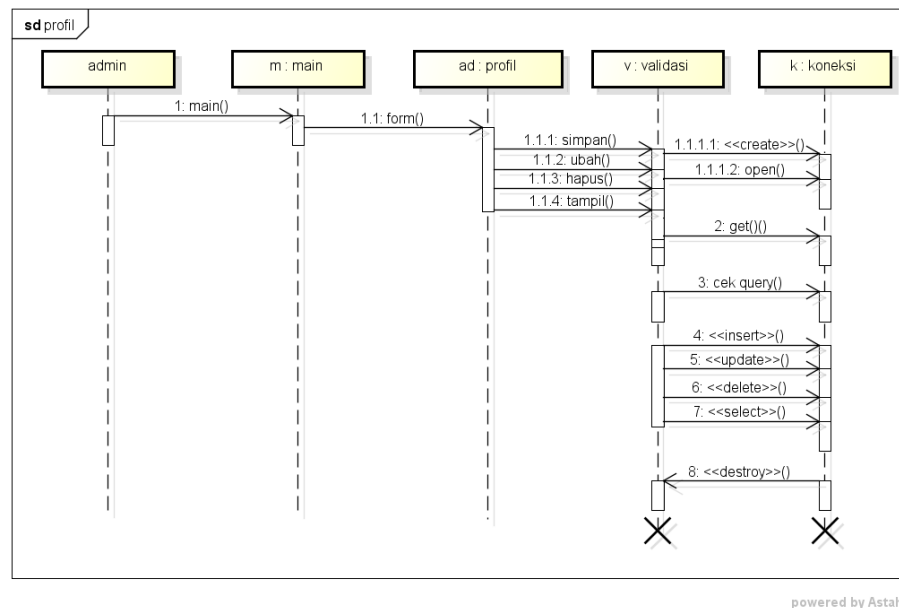 sd profil
admin
m : main
ad : profil
v : validasi
k : koneksi
1: main()
1.1: form()
1.1.1: simpan()
1.1.1.1: <<create>>()
1.1.2: ubah()
1.1.1.2: open()
1.1.3: hapus()
1.1.4: tampil()
2: get()()
3: cek query()
4: <<insert>>()
5: <<update>>()
6: <<delete>>()
7: <<select>>()
8: <<destroy>>()
powered by Astah